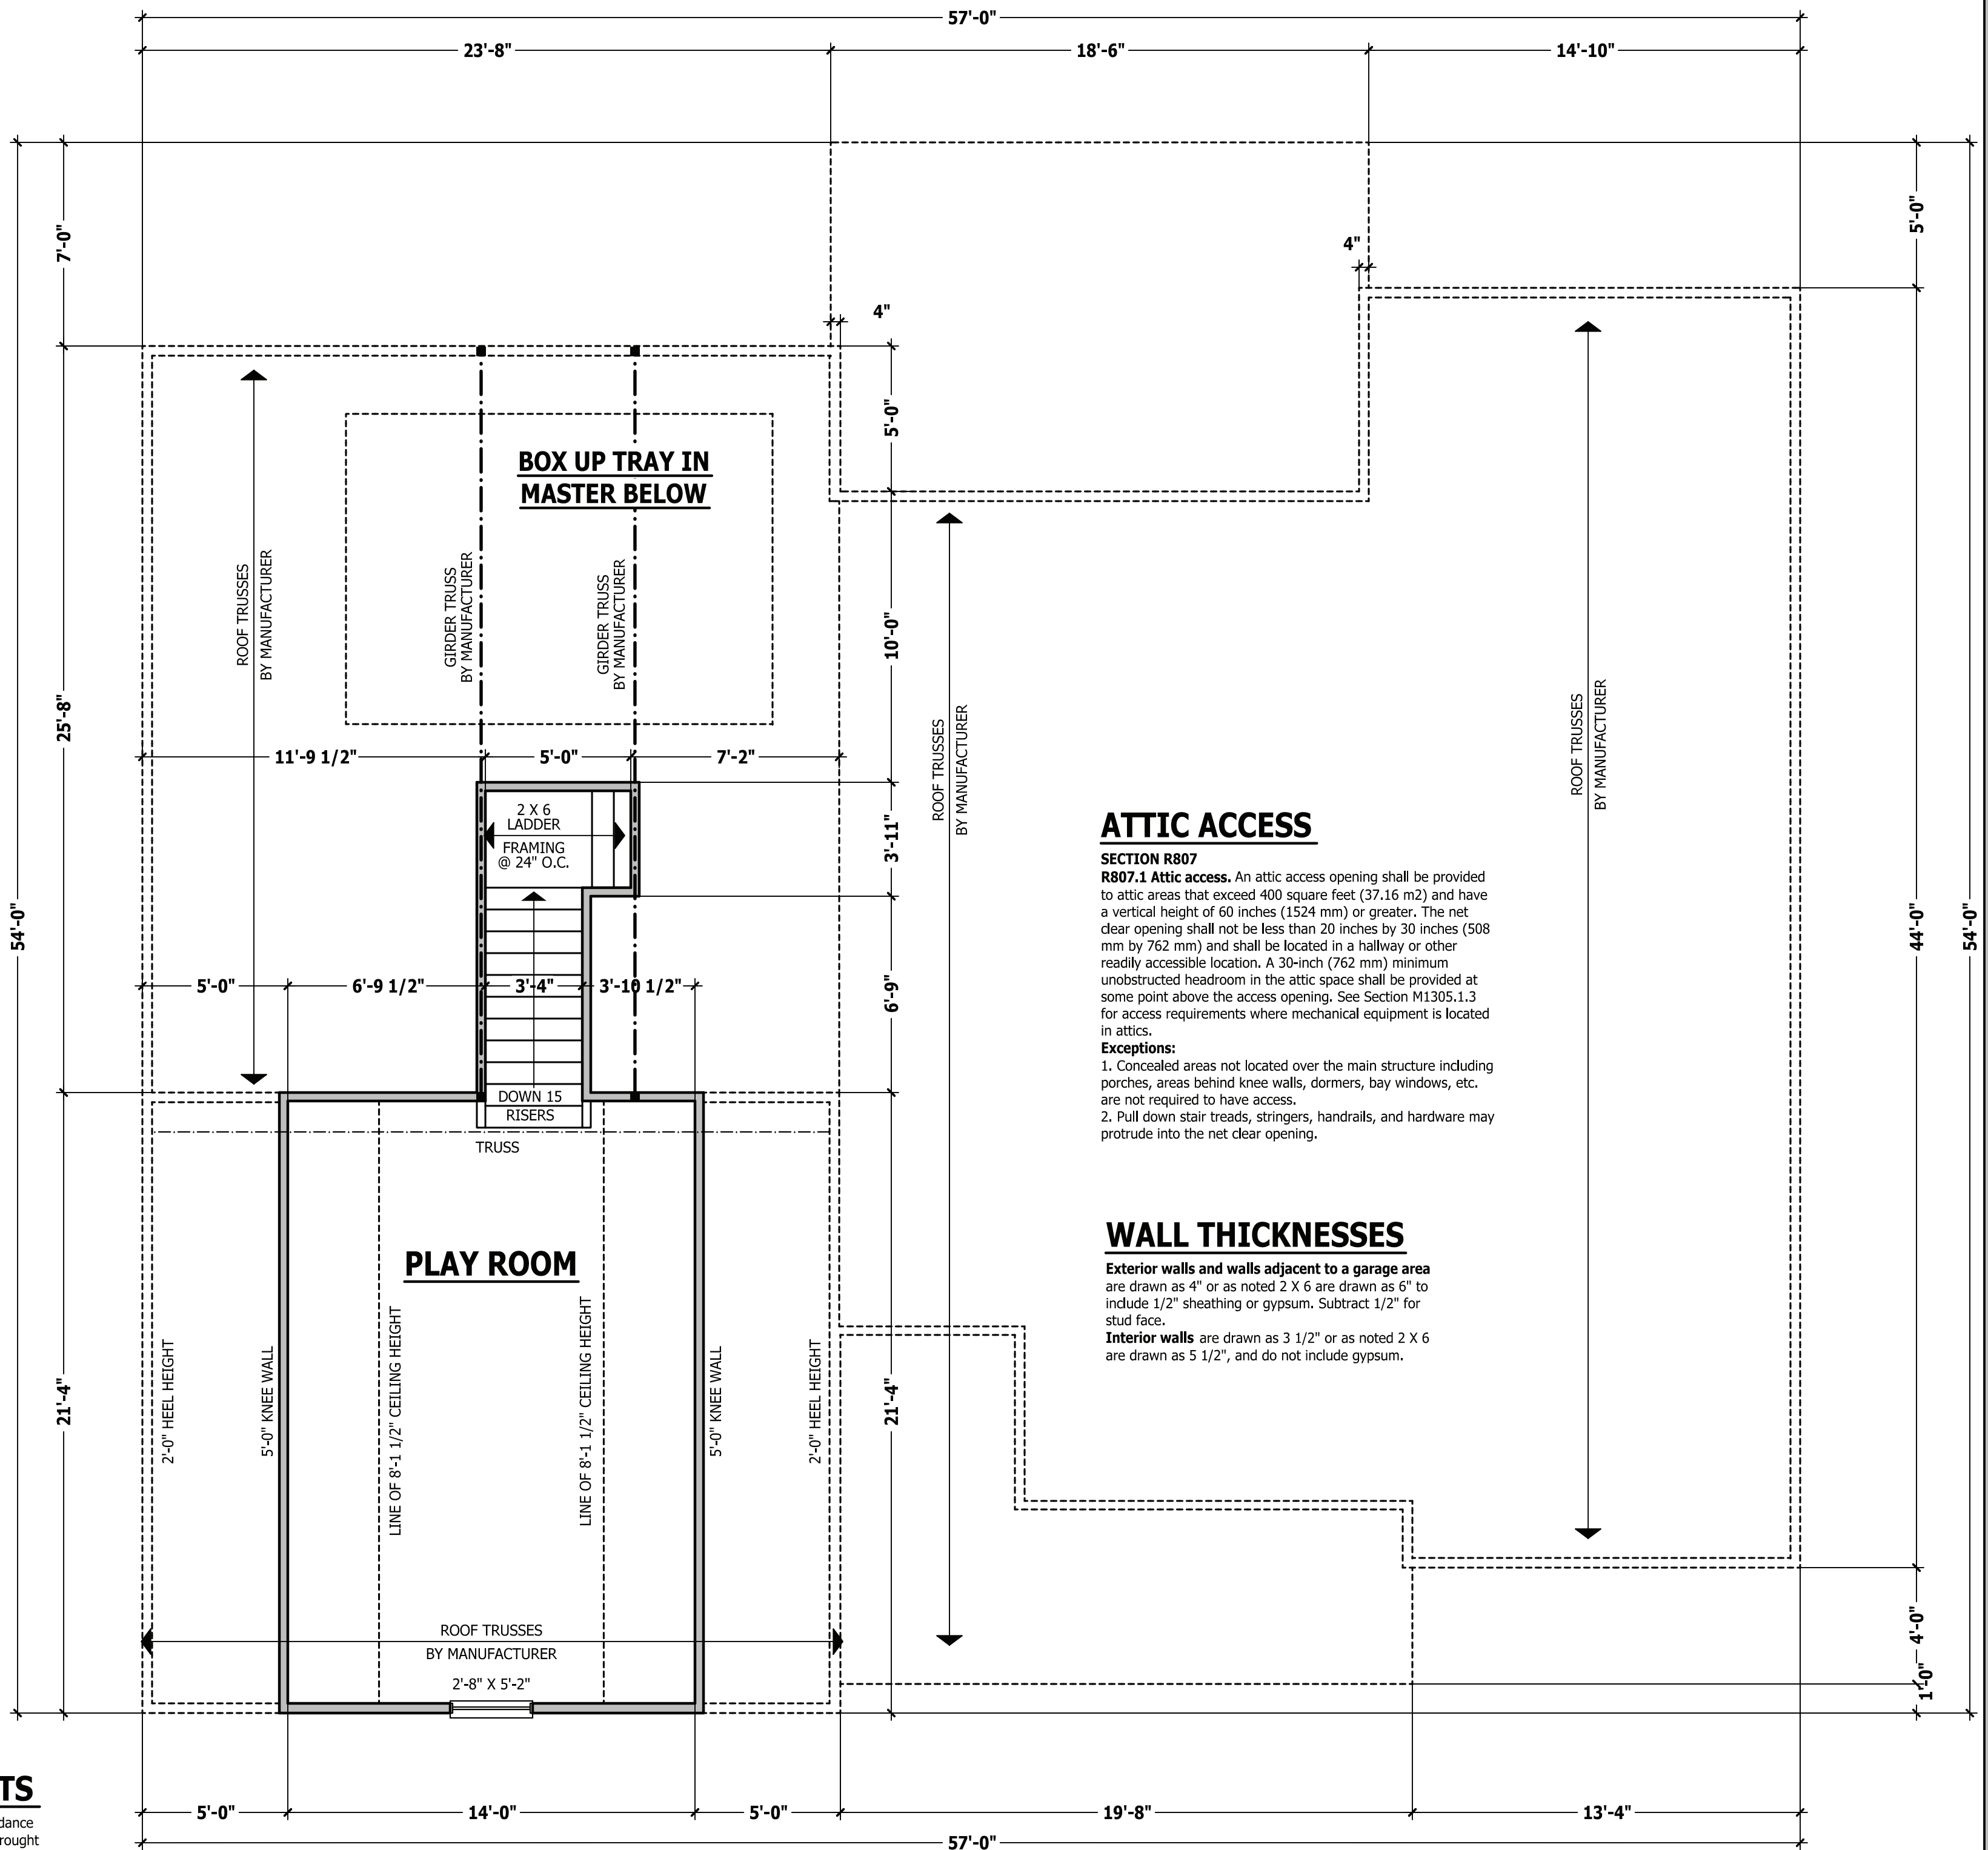 57'-0"
23'-8"
18'-6"
14'-10"
7'-0"
5'-0"
4"
4"
5'-0"
BOX UP TRAY IN
MASTER BELOW
ROOF TRUSSES
BY MANUFACTURER
GIRDER TRUSS
BY MANUFACTURER
GIRDER TRUSS
BY MANUFACTURER
10'-0"
25'-8"
ROOF TRUSSES
BY MANUFACTURER
ROOF TRUSSES
BY MANUFACTURER
11'-9 1/2"
5'-0"
7'-2"
2 X 6
LADDER
FRAMING
@ 24" O.C.
3'-11"
54'-0"
44'-0"
54'-0"
5'-0"
6'-9 1/2"
3'-4"
3'-10 1/2"
6'-9"
DOWN 15
RISERS
TRUSS
ATTIC ACCESS
SECTION R807
R807.1 Attic access. An attic access opening shall be provided
to attic areas that exceed 400 square feet (37.16 m2) and have
a vertical height of 60 inches (1524 mm) or greater. The net
clear opening shall not be less than 20 inches by 30 inches (508
mm by 762 mm) and shall be located in a hallway or other
readily accessible location. A 30-inch (762 mm) minimum
unobstructed headroom in the attic space shall be provided at
some point above the access opening. See Section M1305.1.3
for access requirements where mechanical equipment is located
in attics.
Exceptions:
1. Concealed areas not located over the main structure including
porches, areas behind knee walls, dormers, bay windows, etc.
are not required to have access.
2. Pull down stair treads, stringers, handrails, and hardware may
protrude into the net clear opening.
WALL THICKNESSES
Exterior walls and walls adjacent to a garage area
are drawn as 4" or as noted 2 X 6 are drawn as 6" to
include 1/2" sheathing or gypsum. Subtract 1/2" for
stud face.
Interior walls are drawn as 3 1/2" or as noted 2 X 6
are drawn as 5 1/2", and do not include gypsum.
PLAY ROOM
21'-4"
2'-0" HEEL HEIGHT
5'-0" KNEE WALL
LINE OF 8'-1 1/2" CEILING HEIGHT
LINE OF 8'-1 1/2" CEILING HEIGHT
5'-0" KNEE WALL
2'-0" HEEL HEIGHT
21'-4"
ROOF TRUSSES
BY MANUFACTURER
2'-8" X 5'-2"
4'-0"
1'-0"
TS
dance
rought
5'-0"
14'-0"
5'-0"
19'-8"
13'-4"
57'-0"